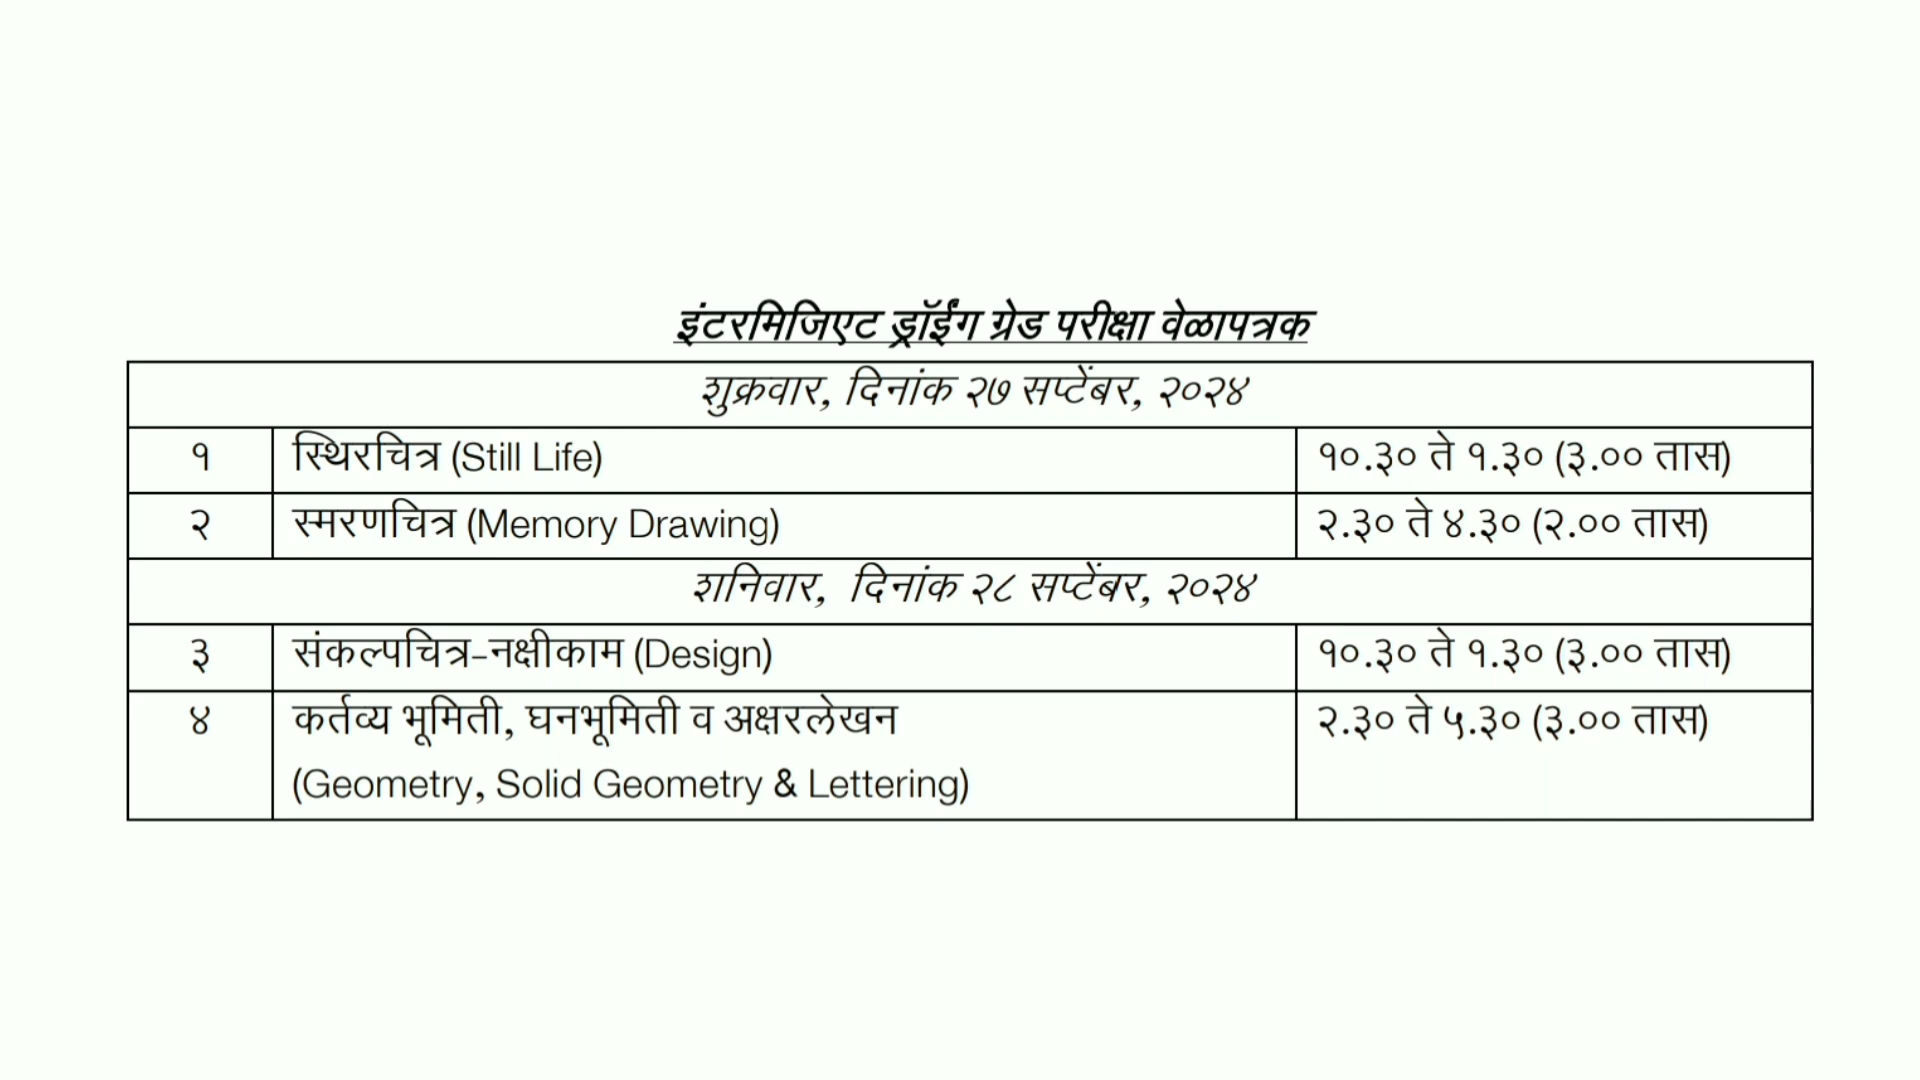 इंटरमिजिएट ड्रॉईंग ग्रेड परीक्षा वेळापत्रक
शुक्रवार, दिनांक २७ सप्टेंबर, २०२४
१ स्थिरचित्र (Still Life) १०.३० ते १.३० (३.०० तास)
२ स्मरणचित्र (Memory Drawing) २.३० ते ४.३० (२.०० तास)
शनिवार, दिनांक २८ सप्टेंबर, २०२४
३ संकल्पचित्र-नक्षीकाम (Design) १०.३० ते १.३० (३.०० तास)
४ कर्तव्य भूमिती, घनभूमिती व अक्षरलेखन २.३० ते ५.३० (३.०० तास)
(Geometry, Solid Geometry & Lettering)